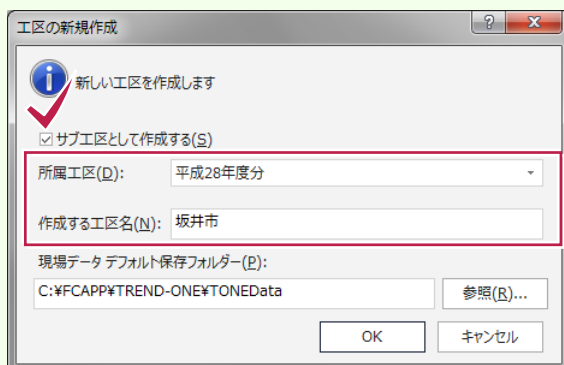 工区の新規作成
新しい工区を作成します
サブ工区として作成する(S)
所属工区(D): 平成28年度分
作成する工区名(N): 坂井市
現場データ デフォルト保存フォルダー(P):
C:¥FCAPP¥TREND-ONE¥TONEData 参照(R)...
OK キャンセル